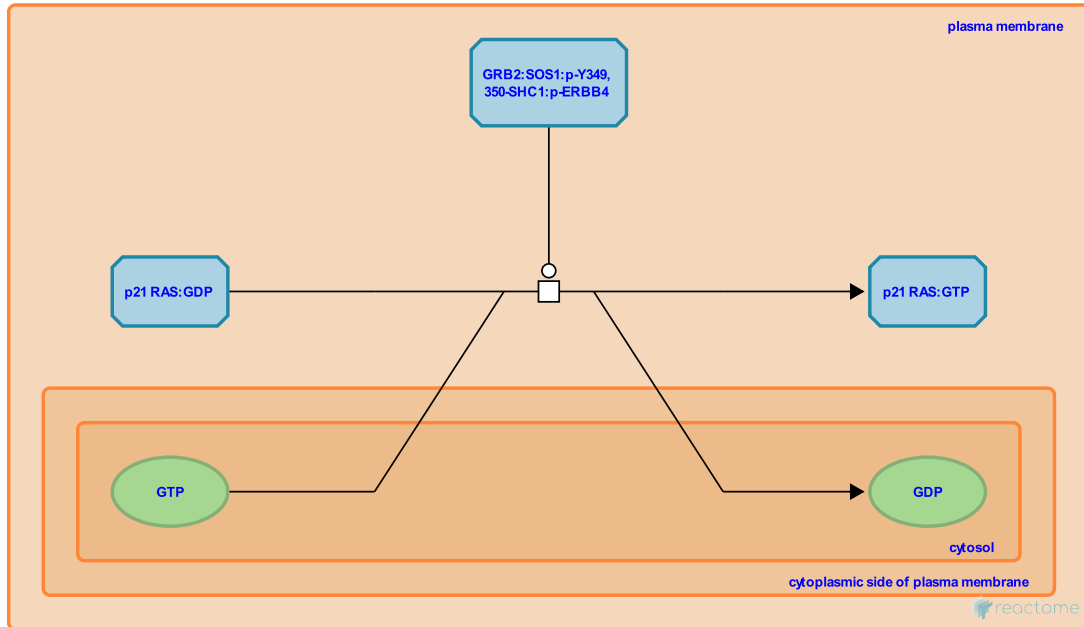 plasma membrane
GRB2:SOS1:p-Y349,
350-SHC1:p-ERBB4
p21 RAS:GDP
p21 RAS:GTP
GTP
GDP
cytosol
cytoplasmic side of plasma membrane
reactome